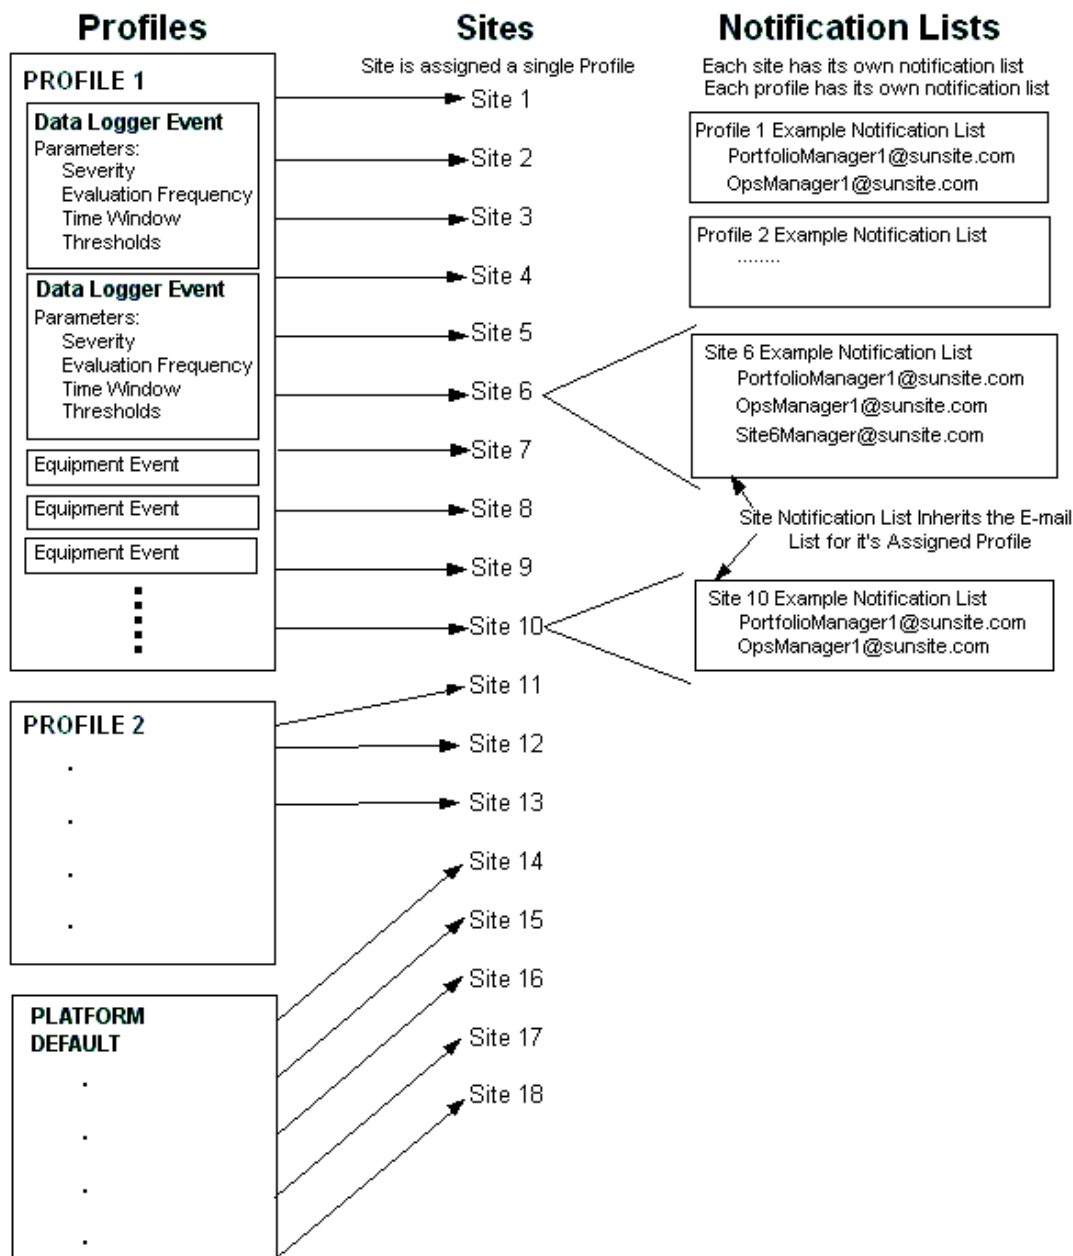 Profiles
PROFILE 1
Data Logger Event
Parameters:
Severity
Evaluation Frequency
Time Window
Thresholds
Data Logger Event
Parameters:
Severity
Evaluation Frequency
Time Window
Thresholds
Equipment Event
Equipment Event
Equipment Event
PROFILE 2
PLATFORM
DEFAULT
Sites
Site is assigned a single Profile
Site 1
Site 2
Site 3
Site 4
Site 5
Site 6
Site 7
Site 8
Site 9
Site 10
Site 11
Site 12
Site 13
Site 14
Site 15
Site 16
Site 17
Site 18
Notification Lists
Each site has its own notification list
Each profile has its own notification list
Profile 1 Example Notification List
PortfolioManager1@sunsite.com
OpsManager1@sunsite.com
Profile 2 Example Notification List
........
Site 6 Example Notification List
PortfolioManager1@sunsite.com
OpsManager1@sunsite.com
Site6Manager@sunsite.com
Site Notification List Inherits the E-mail
List for it's Assigned Profile
Site 10 Example Notification List
PortfolioManager1@sunsite.com
OpsManager1@sunsite.com